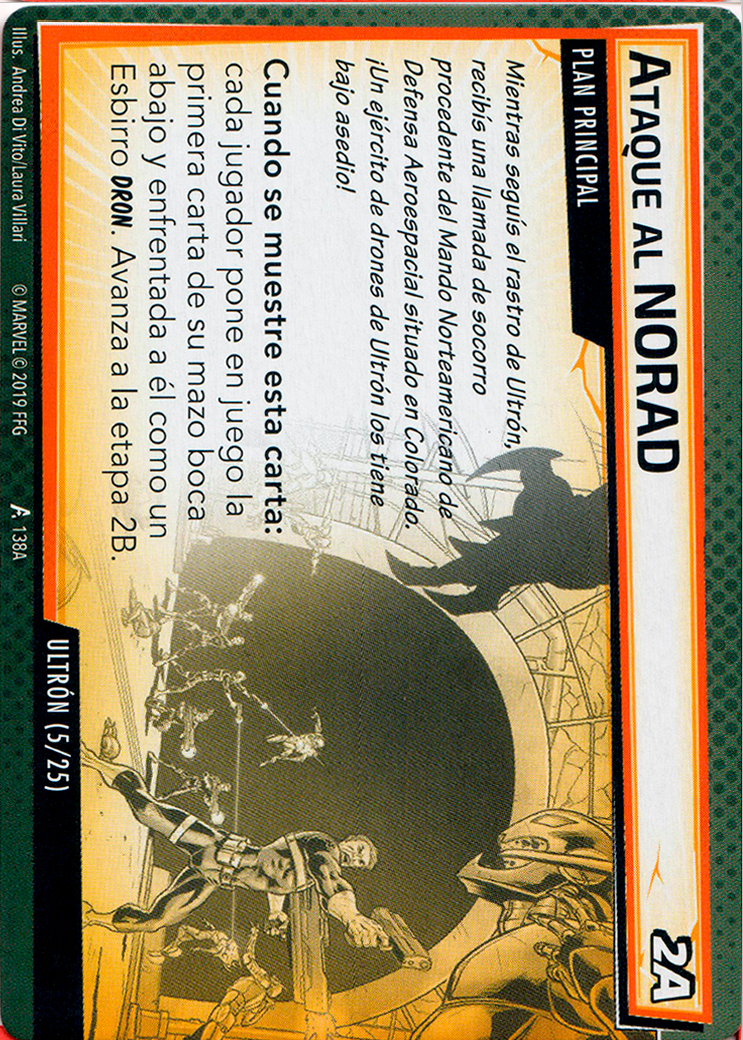 ATAQUE AL NORAD
2A
PLAN PRINCIPAL
Mientras seguís el rastro de Ultrón,
recibís una llamada de socorro
procedente del Mando Norteamericano de
Defensa Aeroespacial situado en Colorado.
¡Un ejército de drones de Ultrón los tiene
bajo asedio!
Cuando se muestre esta carta:
cada jugador pone en juego la
primera carta de su mazo boca
abajo y enfrentada a él como un
Esbirro DRON. Avanza a la etapa 2B.
ULTRÓN (5/25)
Illus. Andrea Di Vito/Laura Villari © MARVEL © 2019 FFG 138A